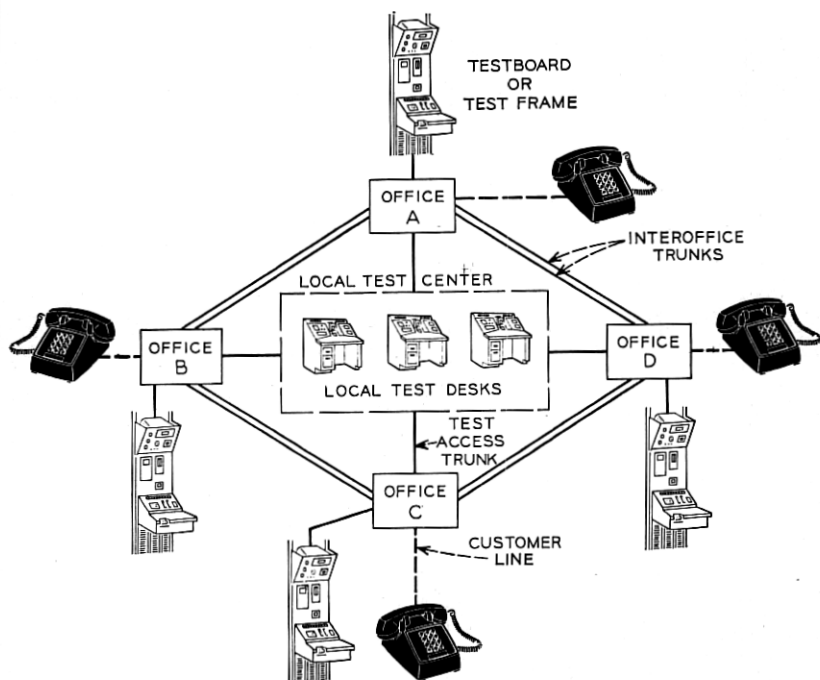 TESTBOARD
OR
TEST FRAME
OFFICE
A
INTEROFFICE
TRUNKS
LOCAL TEST CENTER
OFFICE
B
OFFICE
D
LOCAL TEST DESKS
TEST
ACCESS
TRUNK
OFFICE
C
CUSTOMER
LINE